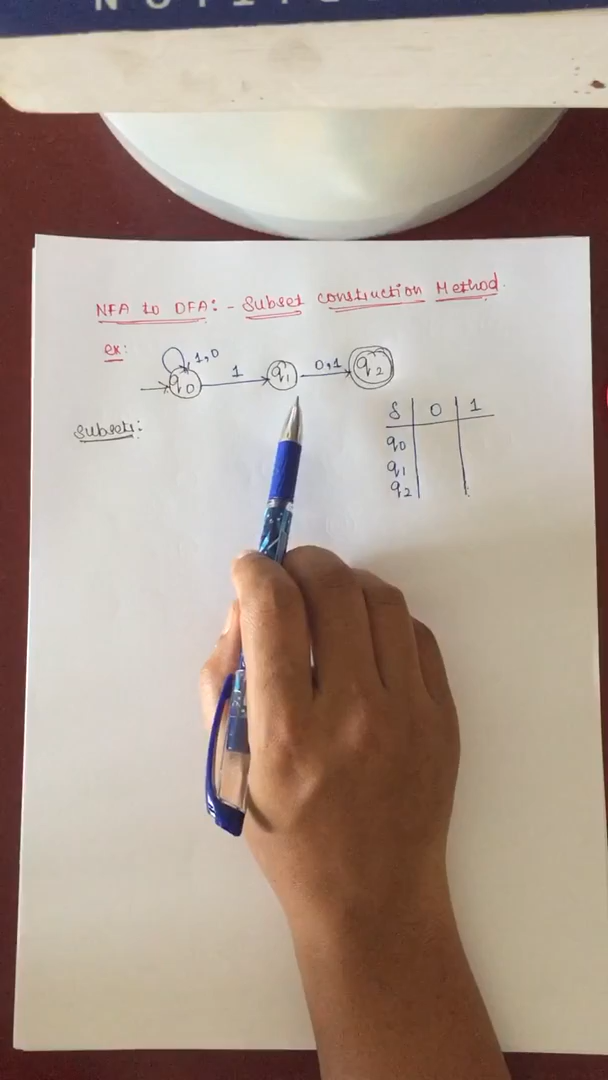 NFA to DFA: - Subset construction Method.
ex:
1,0
q0 1 q1 0,1 q2
Subsets:
δ 0 1
q0
q1
q2